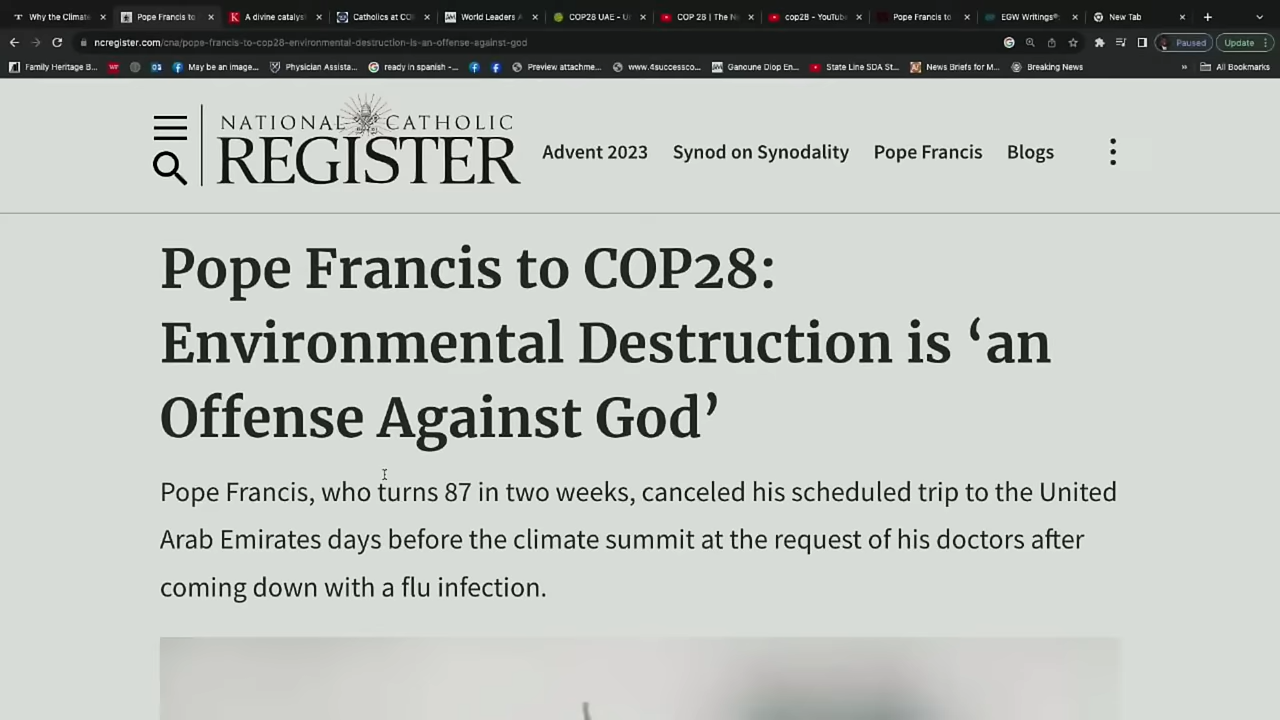 Why the Climate
Pope Francis to
A divine catalys
Catholics at CO
World Leaders A
COP28 UAE - U
COP 28 | The N
cop28 - YouTube
Pope Francis to
EGW Writings®:
New Tab
ncregister.com/cna/pope-francis-to-cop28-environmental-destruction-is-an-offense-against-god
Paused
Update
Family Heritage B...
May be an image...
Physician Assista...
ready in spanish -...
Preview attachme...
www.4successco...
Ganoune Diop En...
State Line SDA St...
News Briefs for M...
Breaking News
»
All Bookmarks
NATIONAL CATHOLIC
REGISTER
Advent 2023
Synod on Synodality
Pope Francis
Blogs
Pope Francis to COP28:
Environmental Destruction is ‘an
Offense Against God’
Pope Francis, who turns 87 in two weeks, canceled his scheduled trip to the United
Arab Emirates days before the climate summit at the request of his doctors after
coming down with a flu infection.